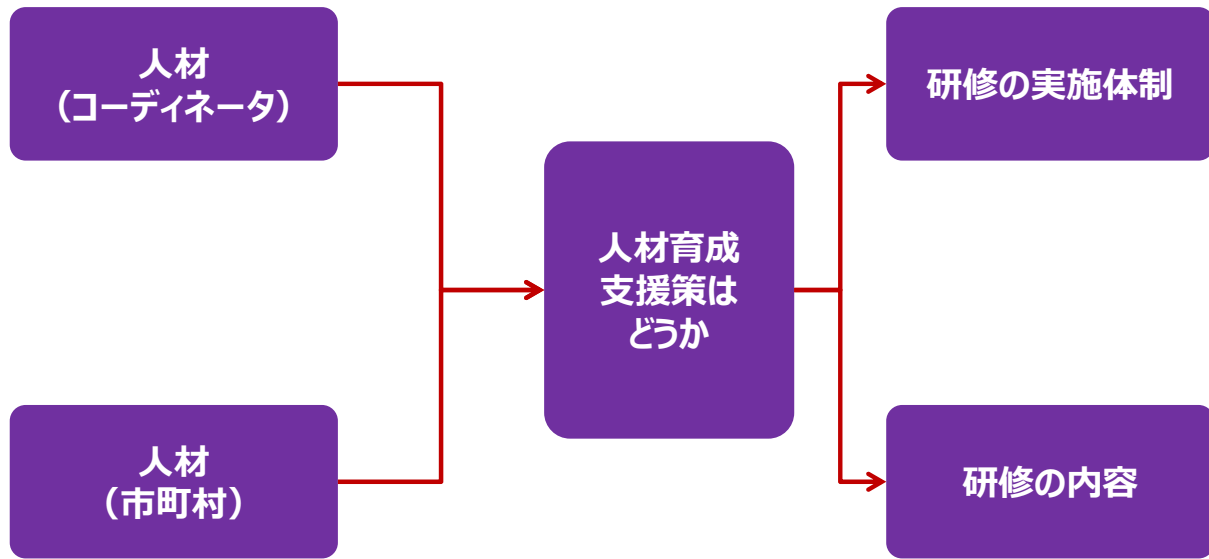 人材
（コーディネータ）
人材
（市町村）
人材育成
支援策は
どうか
研修の実施体制
研修の内容